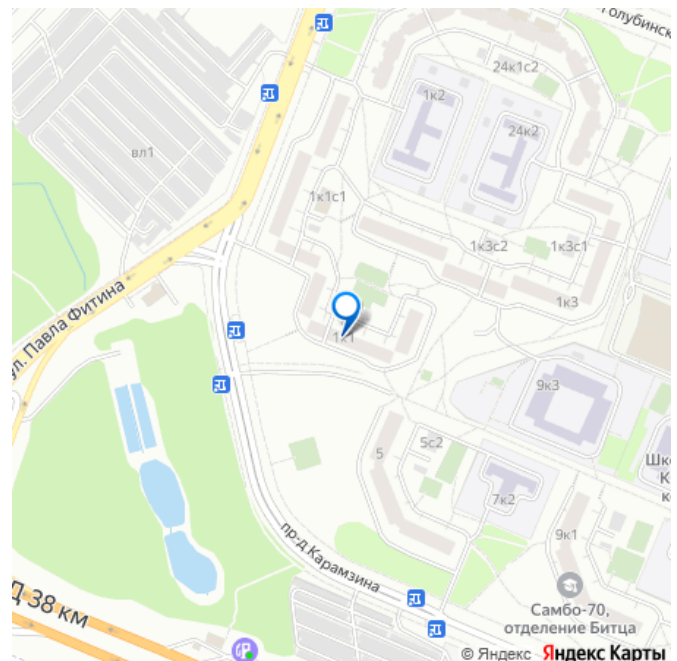 Голубинск
24к1с2
1к2
24к2
вл1
1к1с1
1к3с2
1к3с1
1к3
ул. Павла Фитина
1к1
9к3
5
5с2
Шк
К
к
7к2
9к1
пр-д Карамзина
Д 38 км
Самбо-70,
отделение Битца
© Яндекс Яндекс Карты